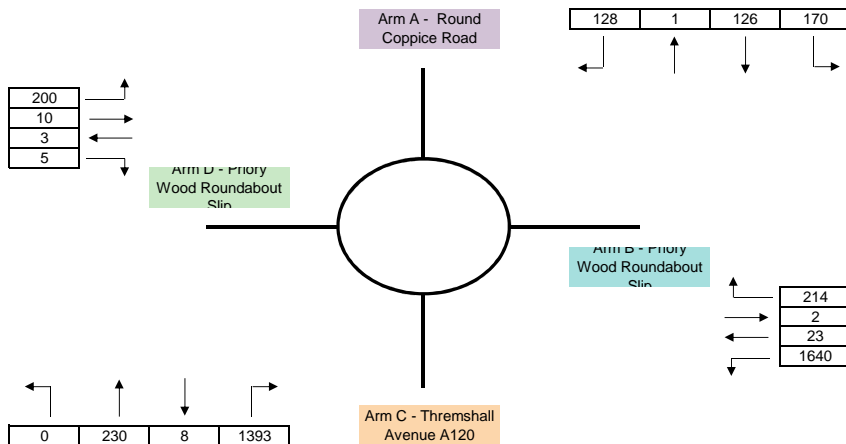 Arm A - Round
Coppice Road
128 1 126 170
200
10
3
5
Arm D - Priory
Wood Roundabout
Slip
Arm B - Priory
Wood Roundabout
Slip
214
2
23
1640
0 230 8 1393
Arm C - Thremshall
Avenue A120